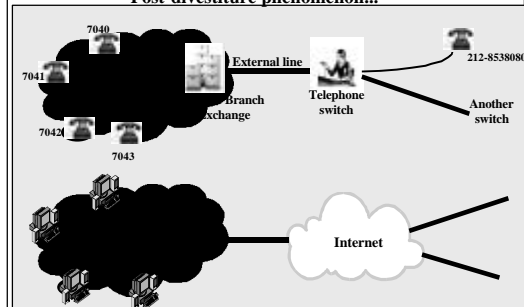 Post-divestiture phenomenon...
7040
External line
212-8538080
7041
Telephone
switch
Branch
exchange
Another
switch
7042
7043
Internet